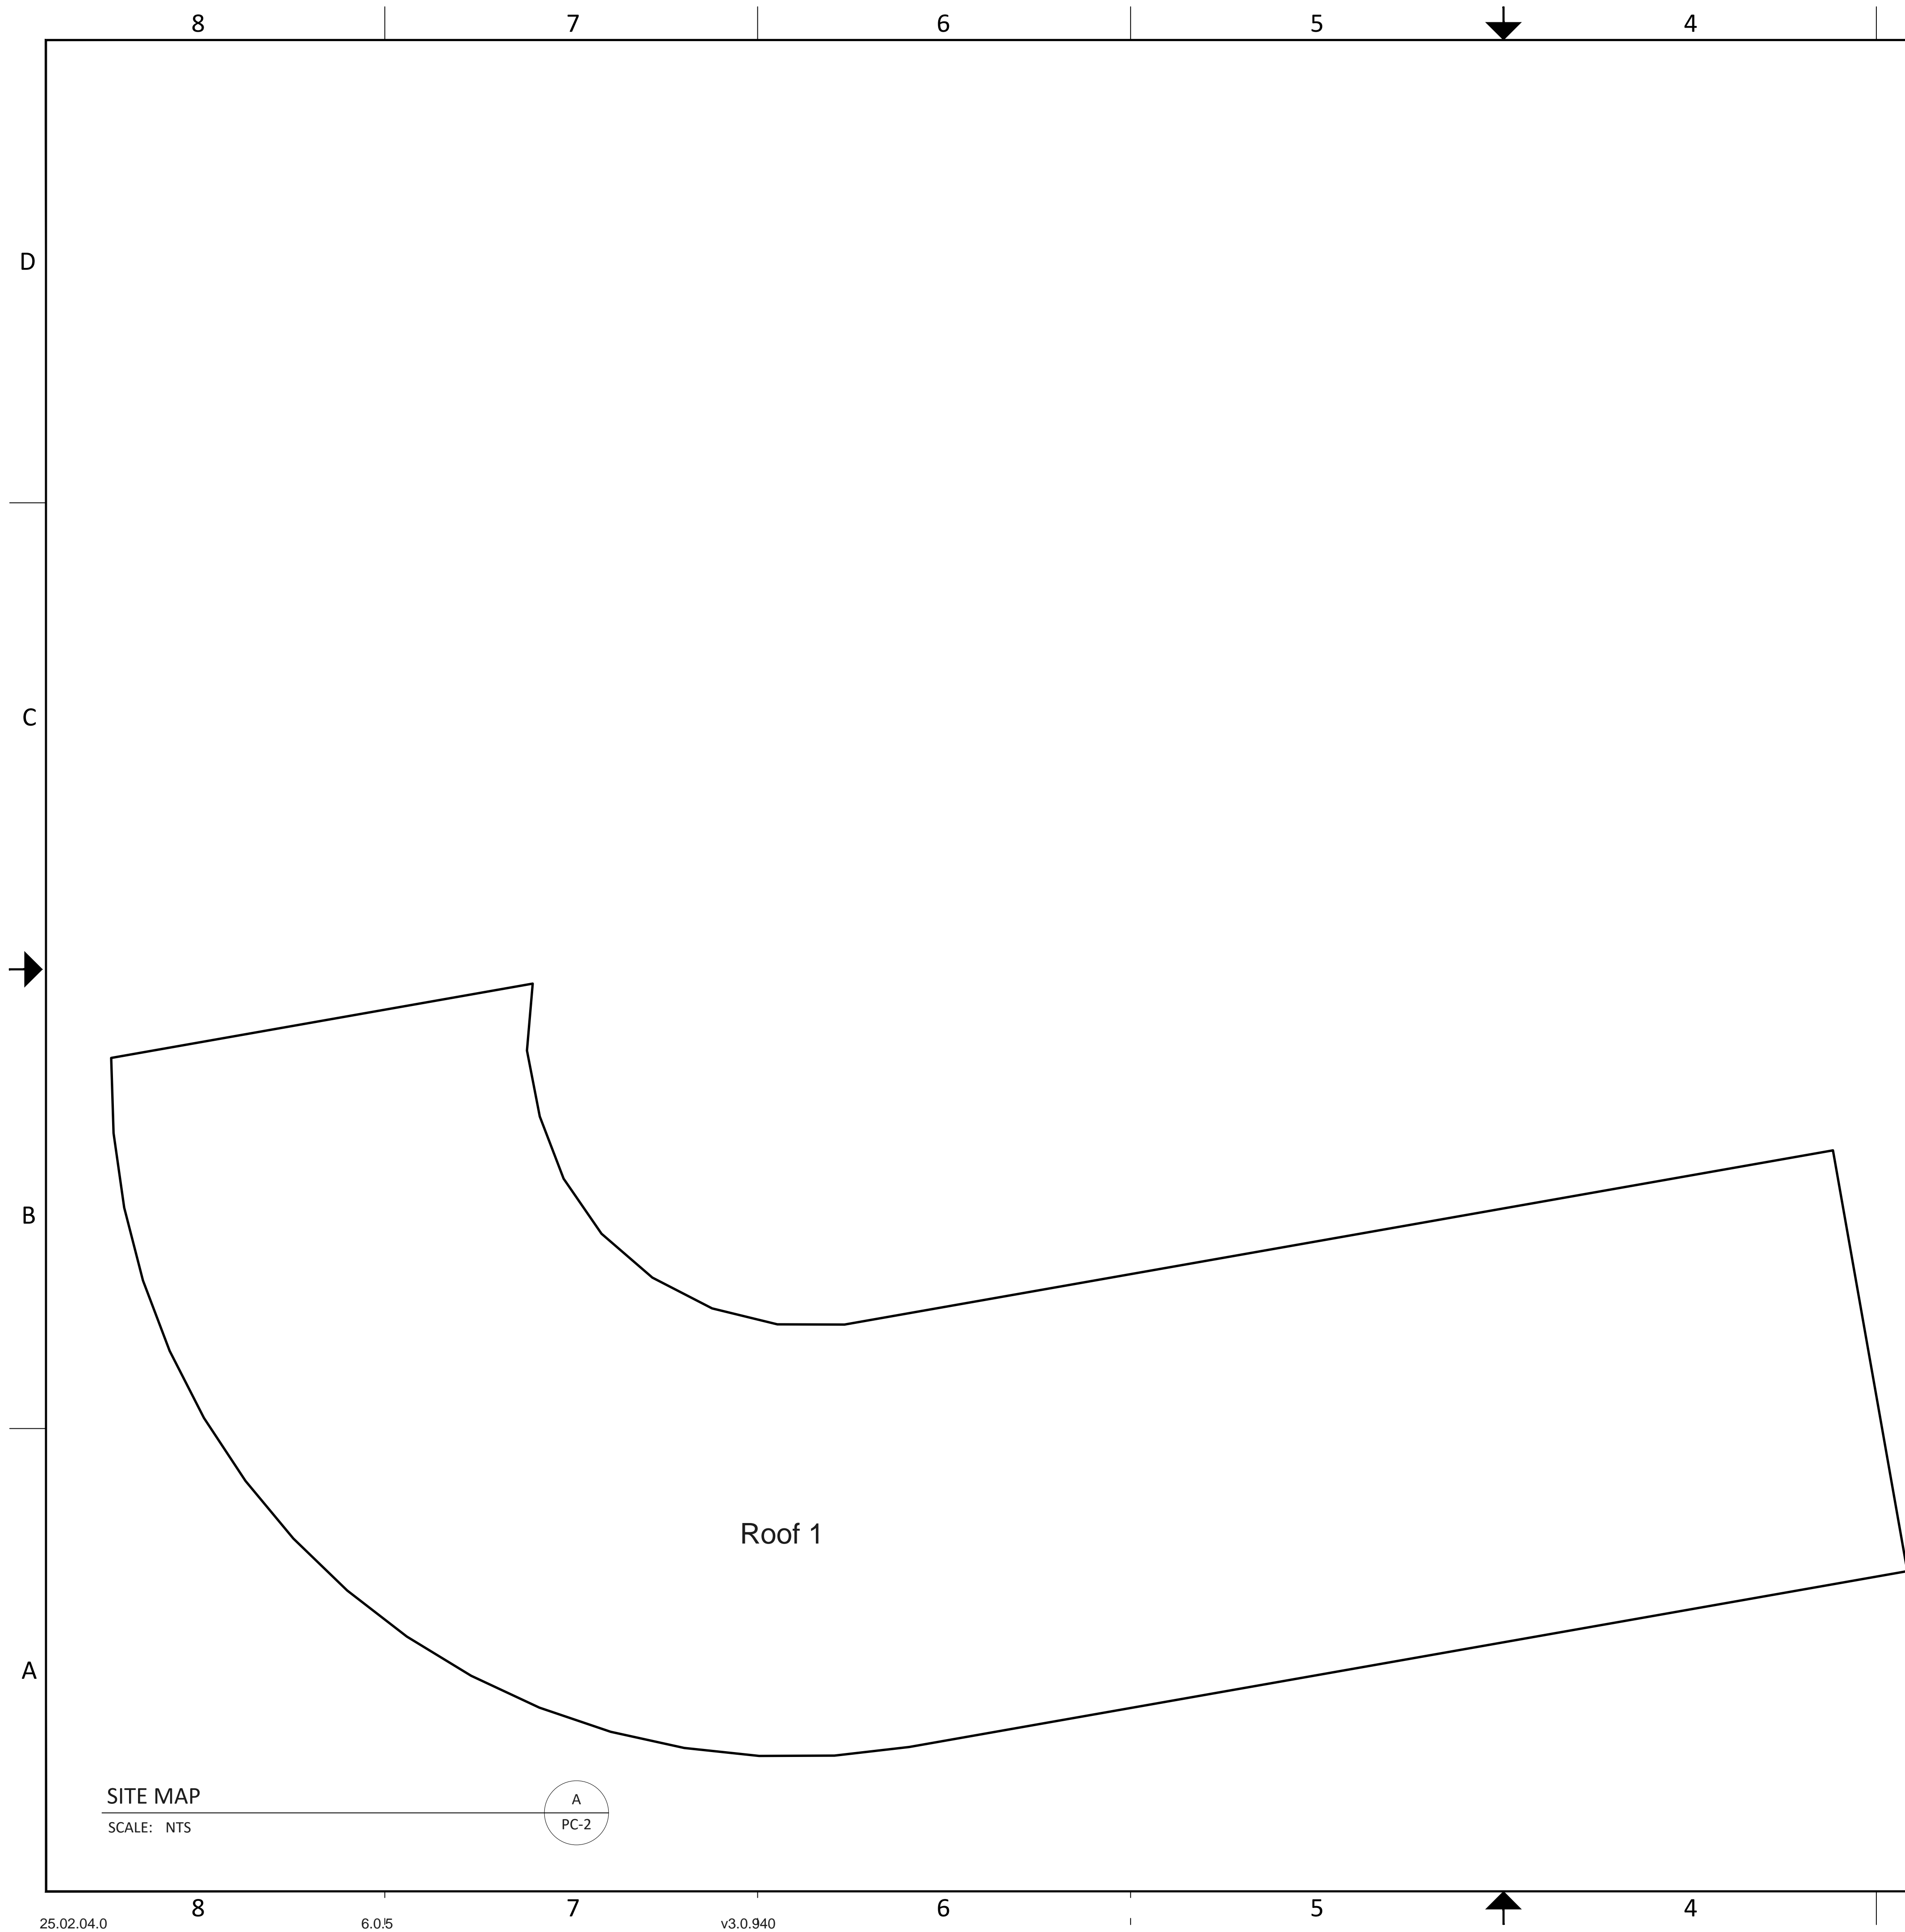 8 7 6 5 4
D
C
B
Roof 1
A
SITE MAP
SCALE: NTS
A
PC-2
8 7 6 5 4
25.02.04.0 6.0.5 v3.0.940